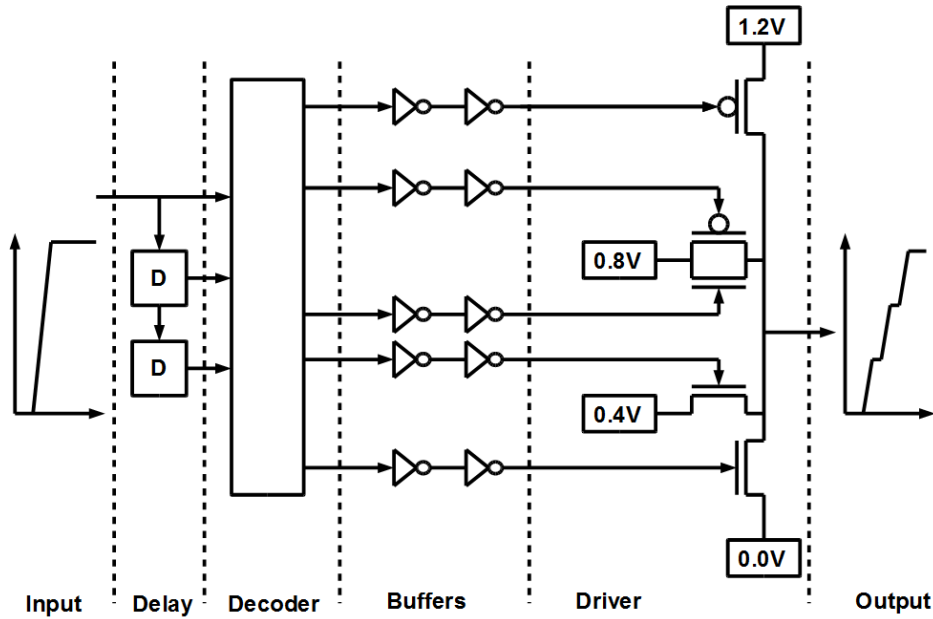 1.2V
D
0.8V
D
0.4V
0.0V
Input
Delay
Decoder
Buffers
Driver
Output